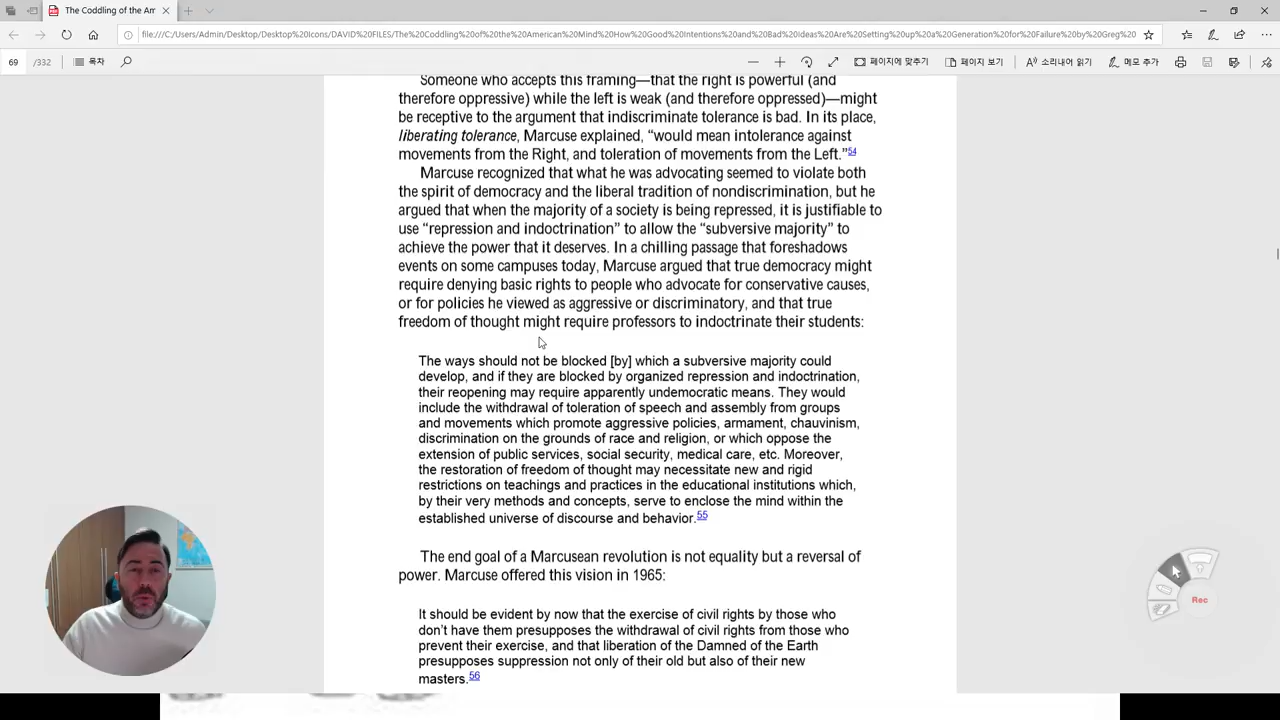 The Coddling of the Am
file:///C:/Users/Admin/Desktop/Desktop%20Icons/DAVID%20FILES/The%20Coddling%20of%20the%20American%20Mind%20How%20Good%20Intentions%20and%20Bad%20Ideas%20Are%20Setting%20up%20a%20Generation%20for%20Failure%20by%20Greg%20
69 /332 목차 페이지에 맞추기 페이지 보기 소리내어 읽기 메모 추가
Someone who accepts this framing—that the right is powerful (and
therefore oppressive) while the left is weak (and therefore oppressed)—might
be receptive to the argument that indiscriminate tolerance is bad. In its place,
liberating tolerance, Marcuse explained, “would mean intolerance against
movements from the Right, and toleration of movements from the Left.”54
Marcuse recognized that what he was advocating seemed to violate both
the spirit of democracy and the liberal tradition of nondiscrimination, but he
argued that when the majority of a society is being repressed, it is justifiable to
use “repression and indoctrination” to allow the “subversive majority” to
achieve the power that it deserves. In a chilling passage that foreshadows
events on some campuses today, Marcuse argued that true democracy might
require denying basic rights to people who advocate for conservative causes,
or for policies he viewed as aggressive or discriminatory, and that true
freedom of thought might require professors to indoctrinate their students:
The ways should not be blocked [by] which a subversive majority could
develop, and if they are blocked by organized repression and indoctrination,
their reopening may require apparently undemocratic means. They would
include the withdrawal of toleration of speech and assembly from groups
and movements which promote aggressive policies, armament, chauvinism,
discrimination on the grounds of race and religion, or which oppose the
extension of public services, social security, medical care, etc. Moreover,
the restoration of freedom of thought may necessitate new and rigid
restrictions on teachings and practices in the educational institutions which,
by their very methods and concepts, serve to enclose the mind within the
established universe of discourse and behavior.55
The end goal of a Marcusean revolution is not equality but a reversal of
power. Marcuse offered this vision in 1965:
It should be evident by now that the exercise of civil rights by those who
don’t have them presupposes the withdrawal of civil rights from those who
prevent their exercise, and that liberation of the Damned of the Earth
presupposes suppression not only of their old but also of their new
masters.56
Rec